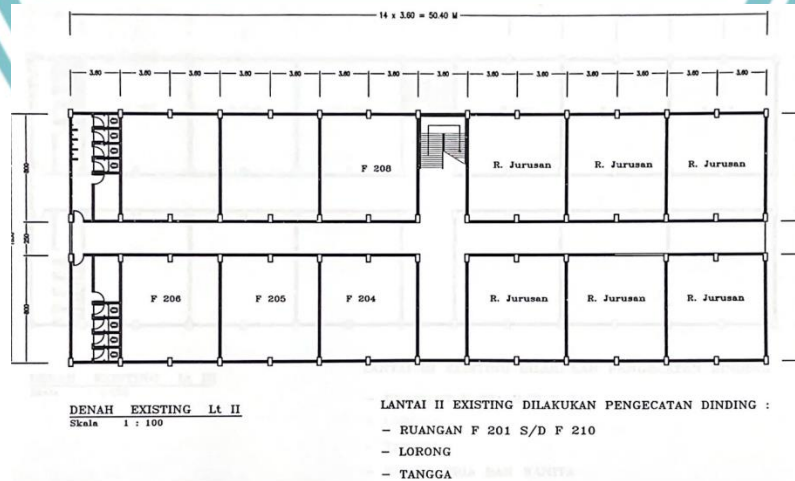 14 x 3.60 = 50.40 M
3.60 3.60 3.60 3.60 3.60 3.60 3.60 3.60 3.60 3.60 3.60 3.60 3.60 3.60
F 208
R. Jurusan R. Jurusan R. Jurusan
F 206 F 205 F 204
R. Jurusan R. Jurusan R. Jurusan
DENAH EXISTING Lt II
Skala 1 : 100
LANTAI II EXISTING DILAKUKAN PENGECATAN DINDING :
- RUANGAN F 201 S/D F 210
- LORONG
- TANGGA